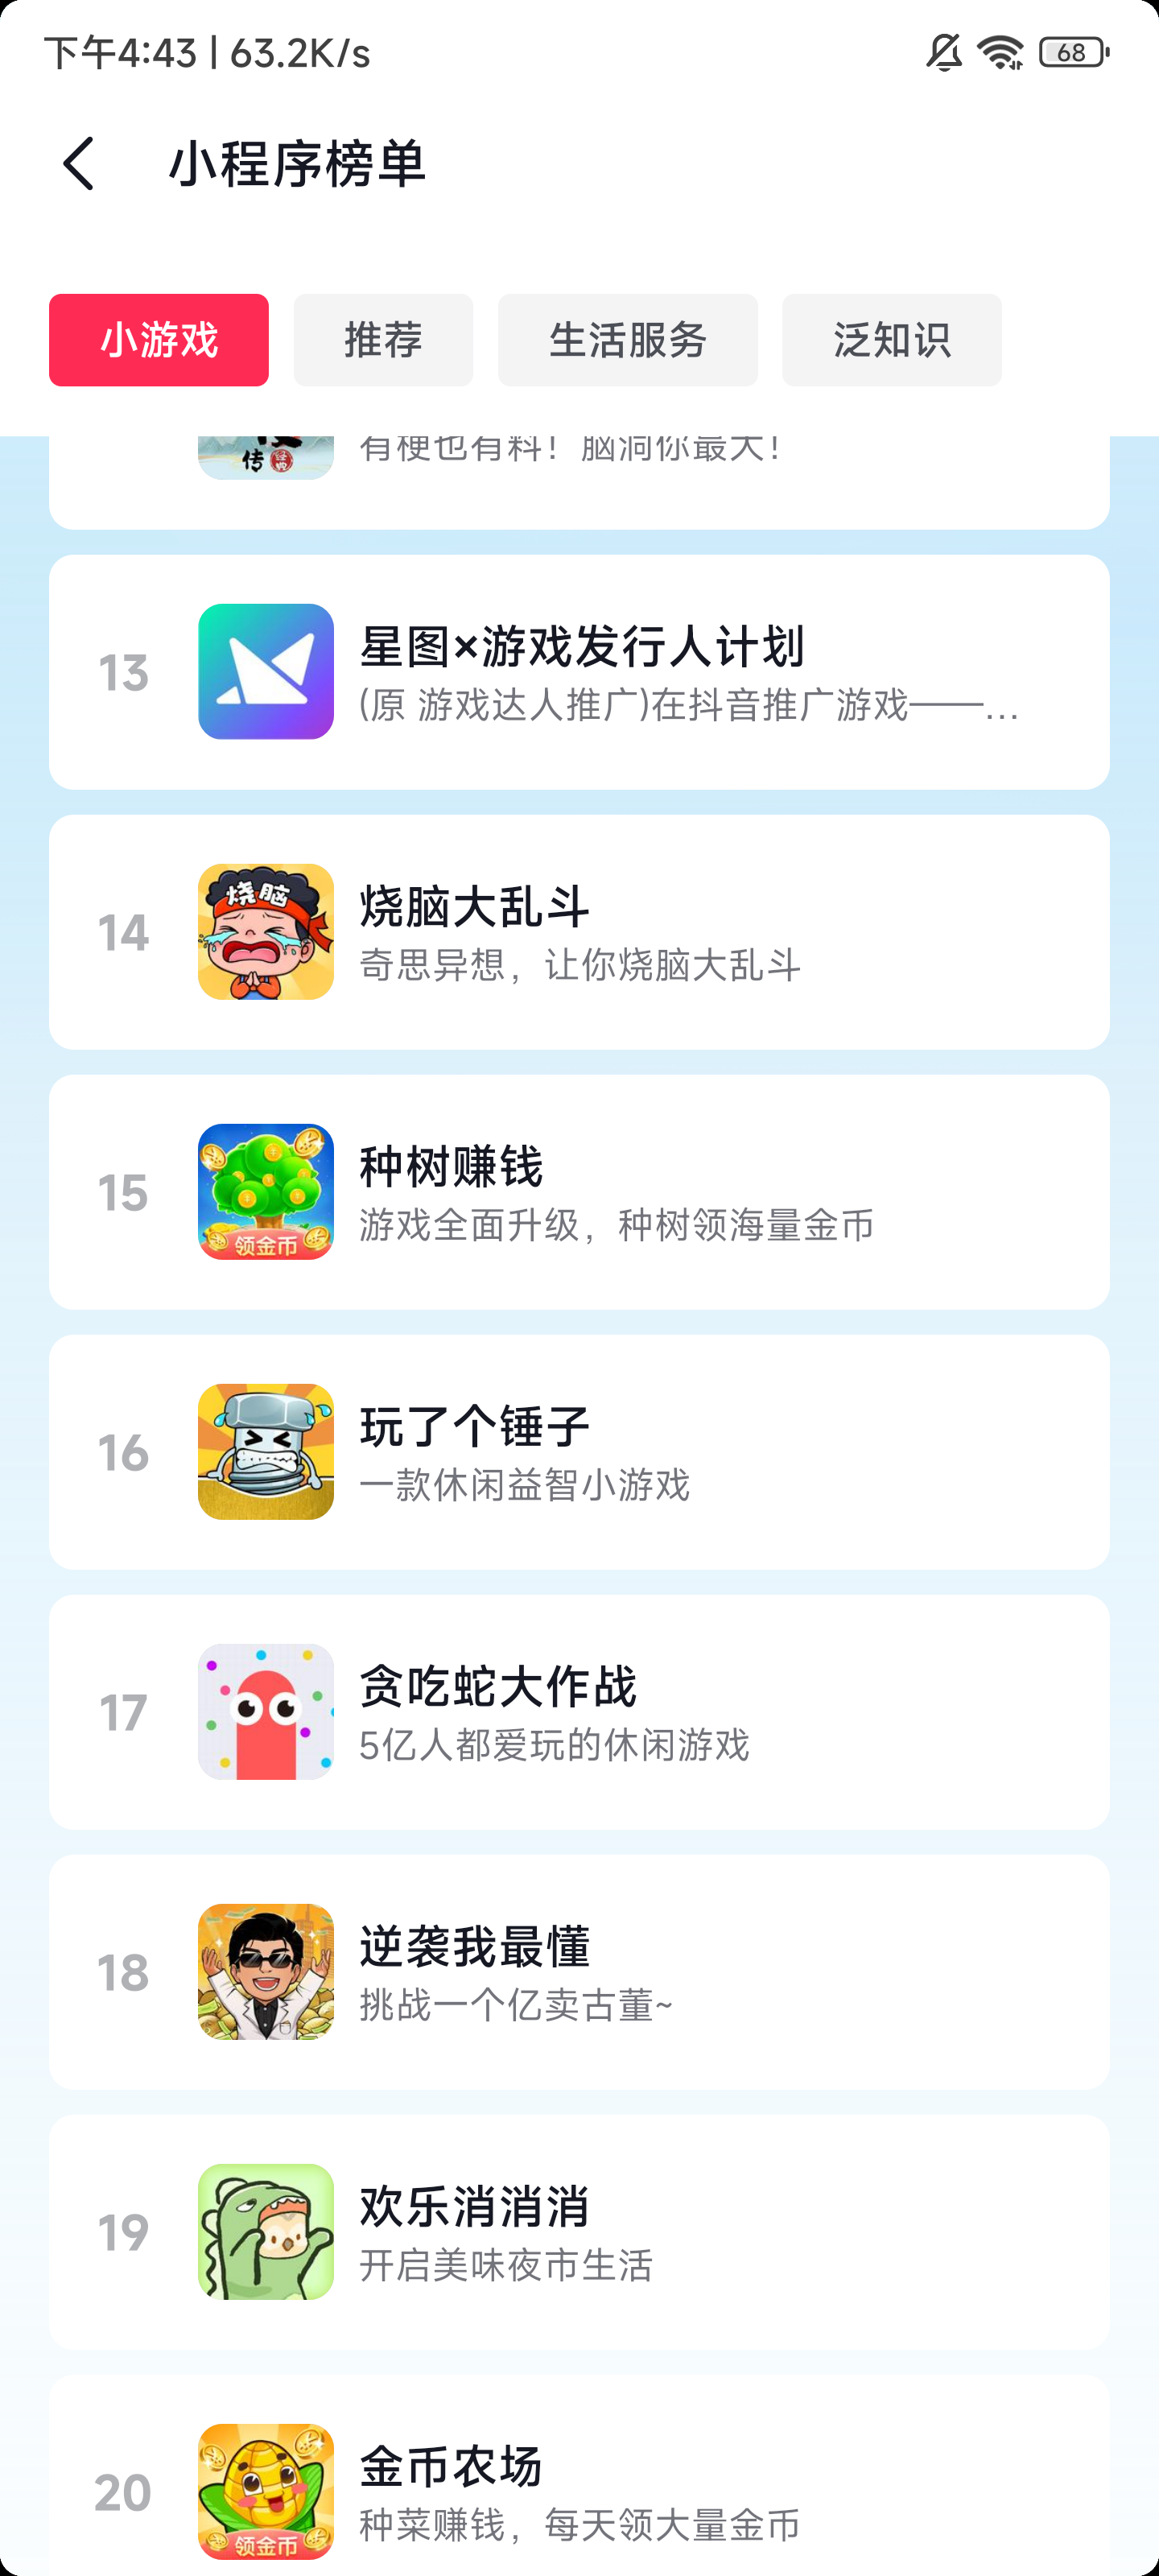 下午4:43 | 63.2K/s
68
小程序榜单
小游戏 推荐 生活服务 泛知识
传
有梗也有料！脑洞你最大！
13
星图×游戏发行人计划
(原 游戏达人推广)在抖音推广游戏——...
14
烧脑
烧脑大乱斗
奇思异想，让你烧脑大乱斗
15
领金币
种树赚钱
游戏全面升级，种树领海量金币
16
玩了个锤子
一款休闲益智小游戏
17
贪吃蛇大作战
5亿人都爱玩的休闲游戏
18
逆袭我最懂
挑战一个亿卖古董~
19
欢乐消消消
开启美味夜市生活
20
领金币
金币农场
种菜赚钱，每天领大量金币